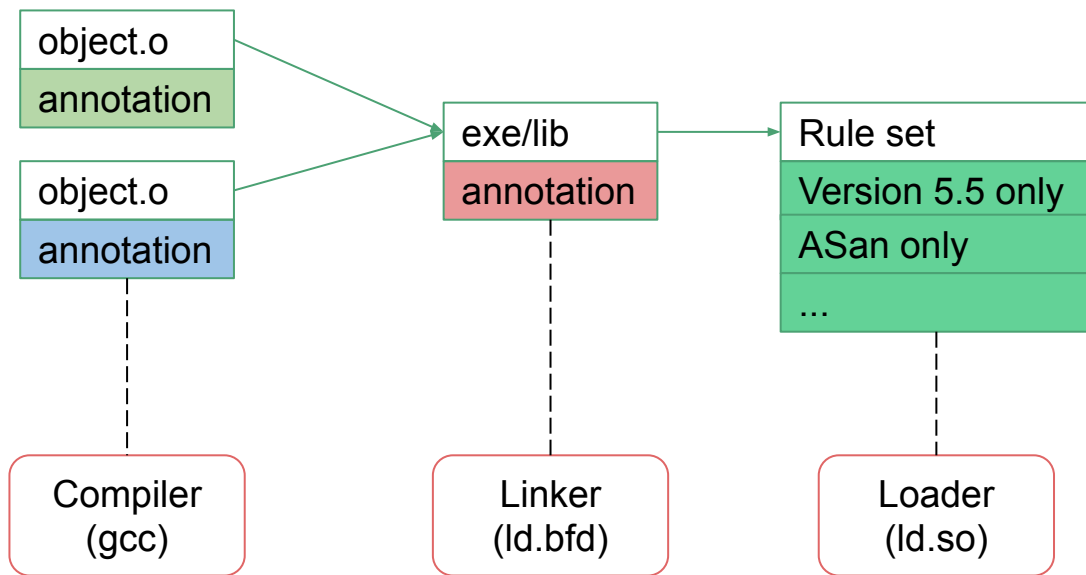 object.o
annotation
object.o
annotation
exe/lib
annotation
Rule set
Version 5.5 only
ASan only
...
Compiler
(gcc)
Linker
(ld.bfd)
Loader
(ld.so)